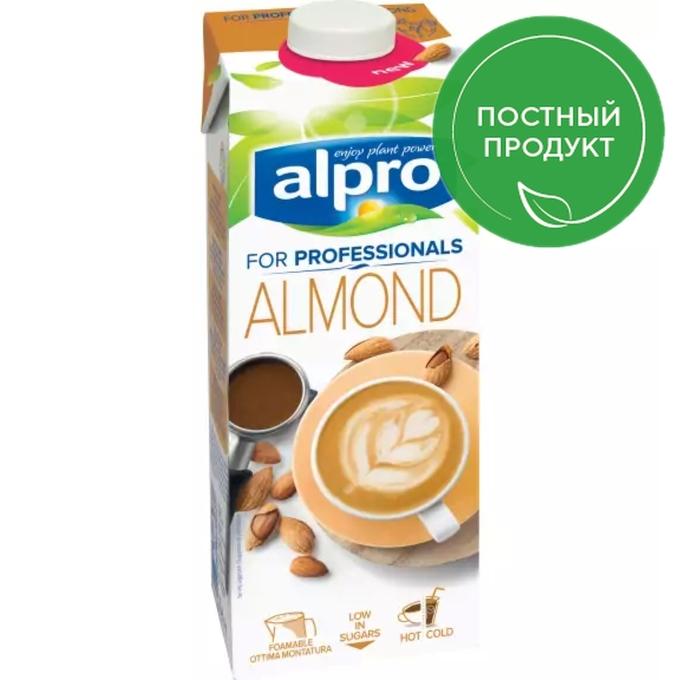 FOR PROFESSIONALS ALMOND
new
ПОСТНЫЙ
ПРОДУКТ
enjoy plant power
alpro
FOR PROFESSIONALS
ALMOND
FOAMABLE
OTTIMA MONTATURA
LOW
IN
SUGARS
HOT COLD